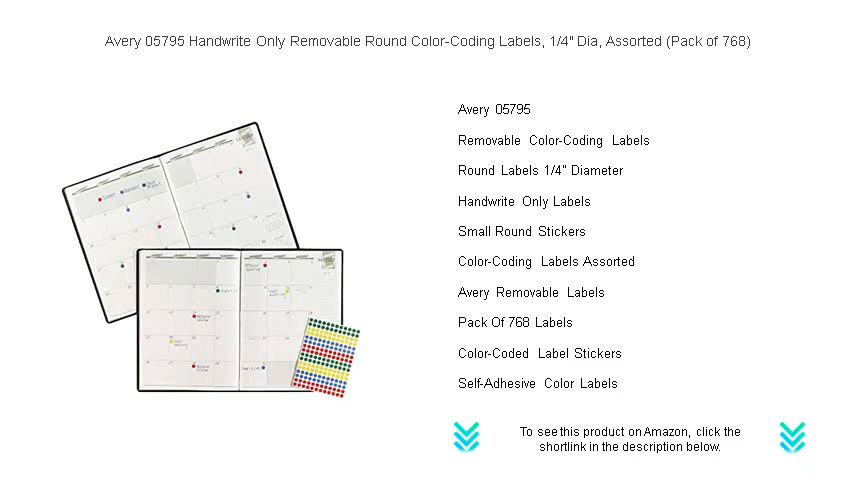 Avery 05795 Handwrite Only Removable Round Color-Coding Labels, 1/4" Dia, Assorted (Pack of 768)
Avery 05795
Removable Color-Coding Labels
Round Labels 1/4" Diameter
Handwrite Only Labels
Small Round Stickers
Color-Coding Labels Assorted
Avery Removable Labels
Pack Of 768 Labels
Color-Coded Label Stickers
Self-Adhesive Color Labels
To see this product on Amazon, click the
shortlink in the description below.